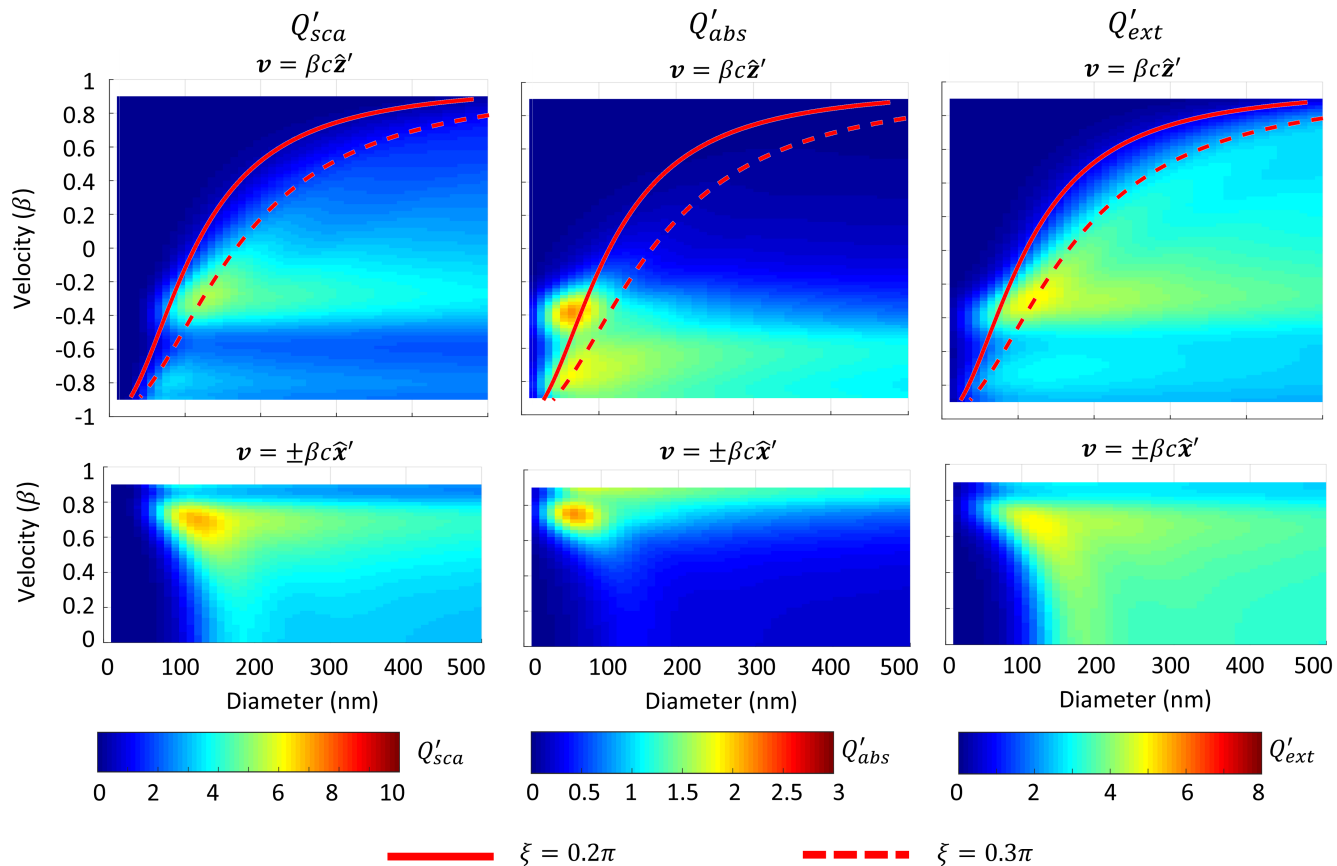 Q′sca Q′abs Q′ext
𝒗 = βcẑ′ 𝒗 = βcẑ′ 𝒗 = βcẑ′
Velocity (β)
1
0.8
0.6
0.4
0.2
0
-0.2
-0.4
-0.6
-0.8
-1
𝒗 = ±βcx̂′ 𝒗 = ±βcx̂′ 𝒗 = ±βcx̂′
Velocity (β)
1
0.8
0.6
0.4
0.2
0
0 100 200 300 400 500 0 100 200 300 400 500 0 100 200 300 400 500
Diameter (nm) Diameter (nm) Diameter (nm)
Q′sca Q′abs Q′ext
0 2 4 6 8 10 0 0.5 1 1.5 2 2.5 3 0 2 4 6 8
ξ = 0.2π ξ = 0.3π